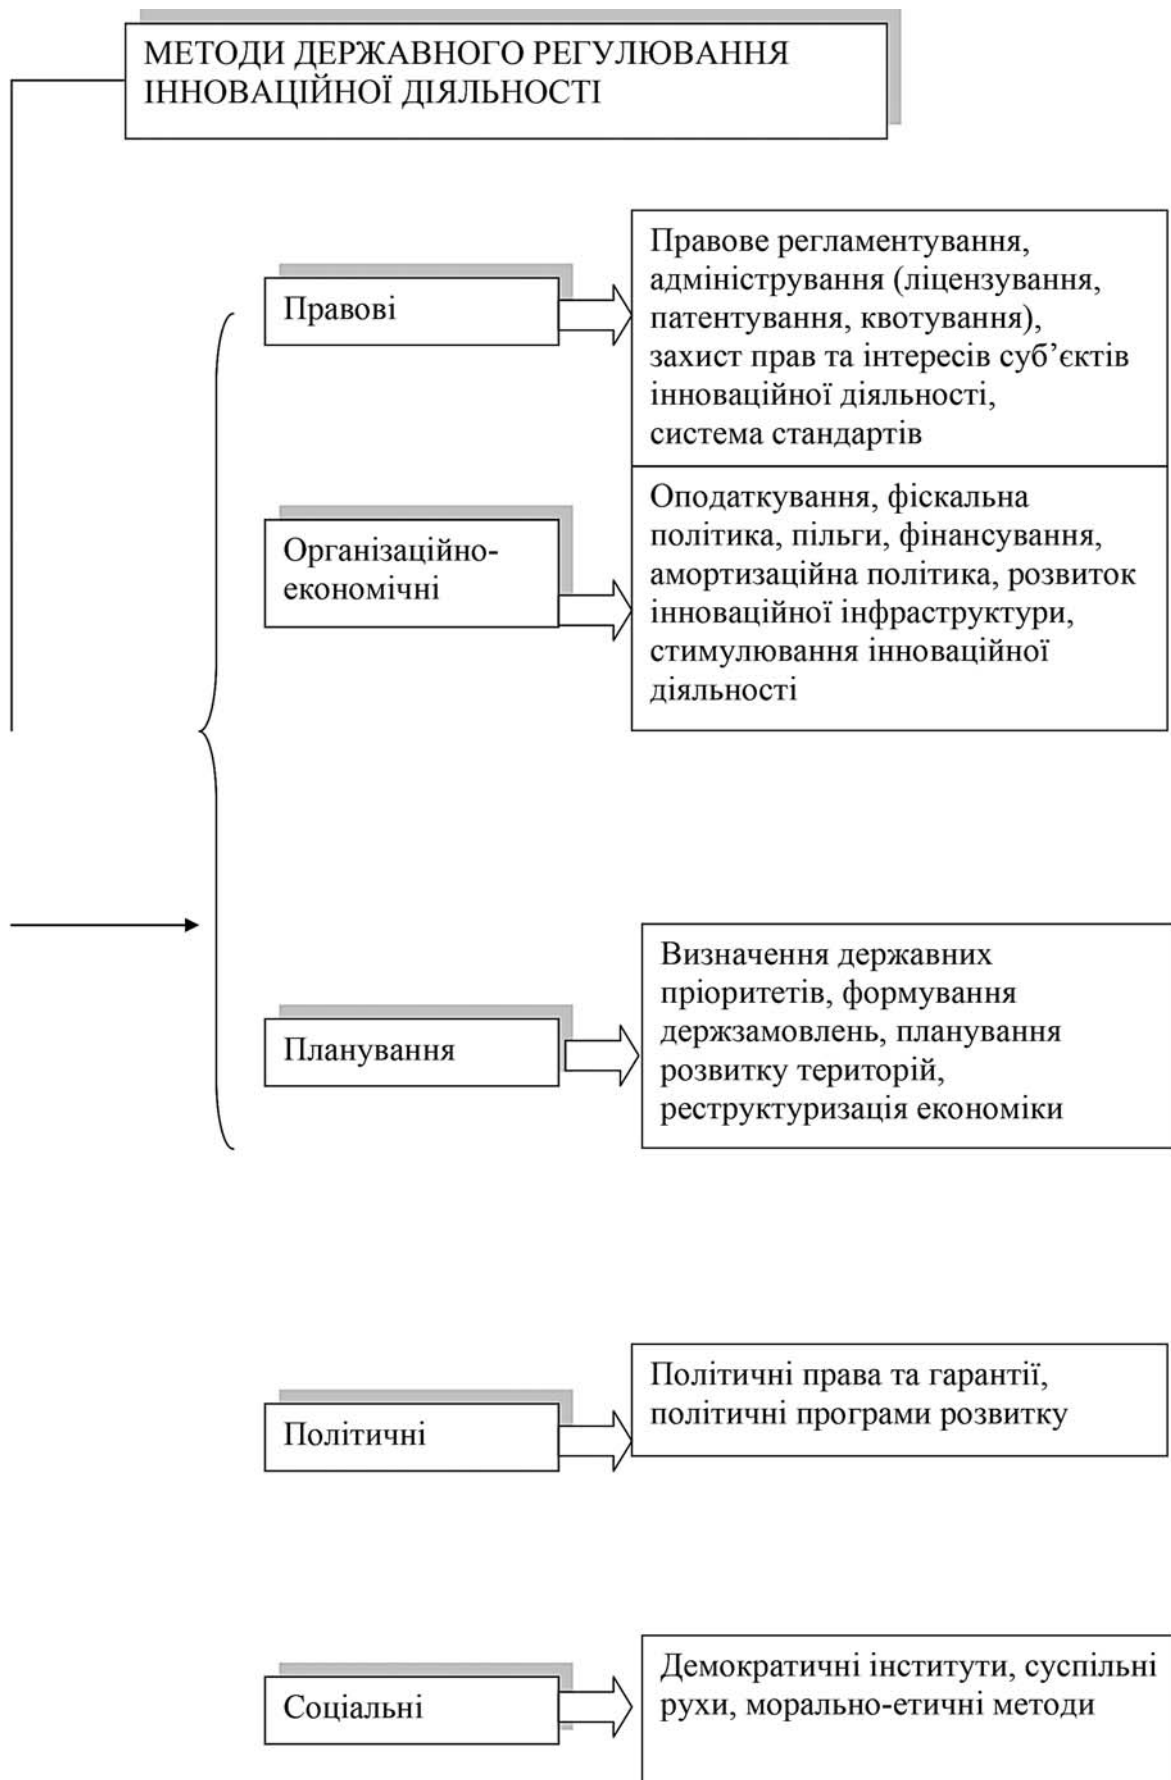 МЕТОДИ ДЕРЖАВНОГО РЕГУЛЮВАННЯ
ІННОВАЦІЙНОЇ ДІЯЛЬНОСТІ
Правові
Правове регламентування,
адміністрування (ліцензування,
патентування, квотування),
захист прав та інтересів суб’єктів
інноваційної діяльності,
система стандартів
Організаційно-
економічні
Оподаткування, фіскальна
політика, пільги, фінансування,
амортизаційна політика, розвиток
інноваційної інфраструктури,
стимулювання інноваційної
діяльності
Планування
Визначення державних
пріоритетів, формування
держзамовлень, планування
розвитку територій,
реструктуризація економіки
Політичні
Політичні права та гарантії,
політичні програми розвитку
Соціальні
Демократичні інститути, суспільні
рухи, морально-етичні методи